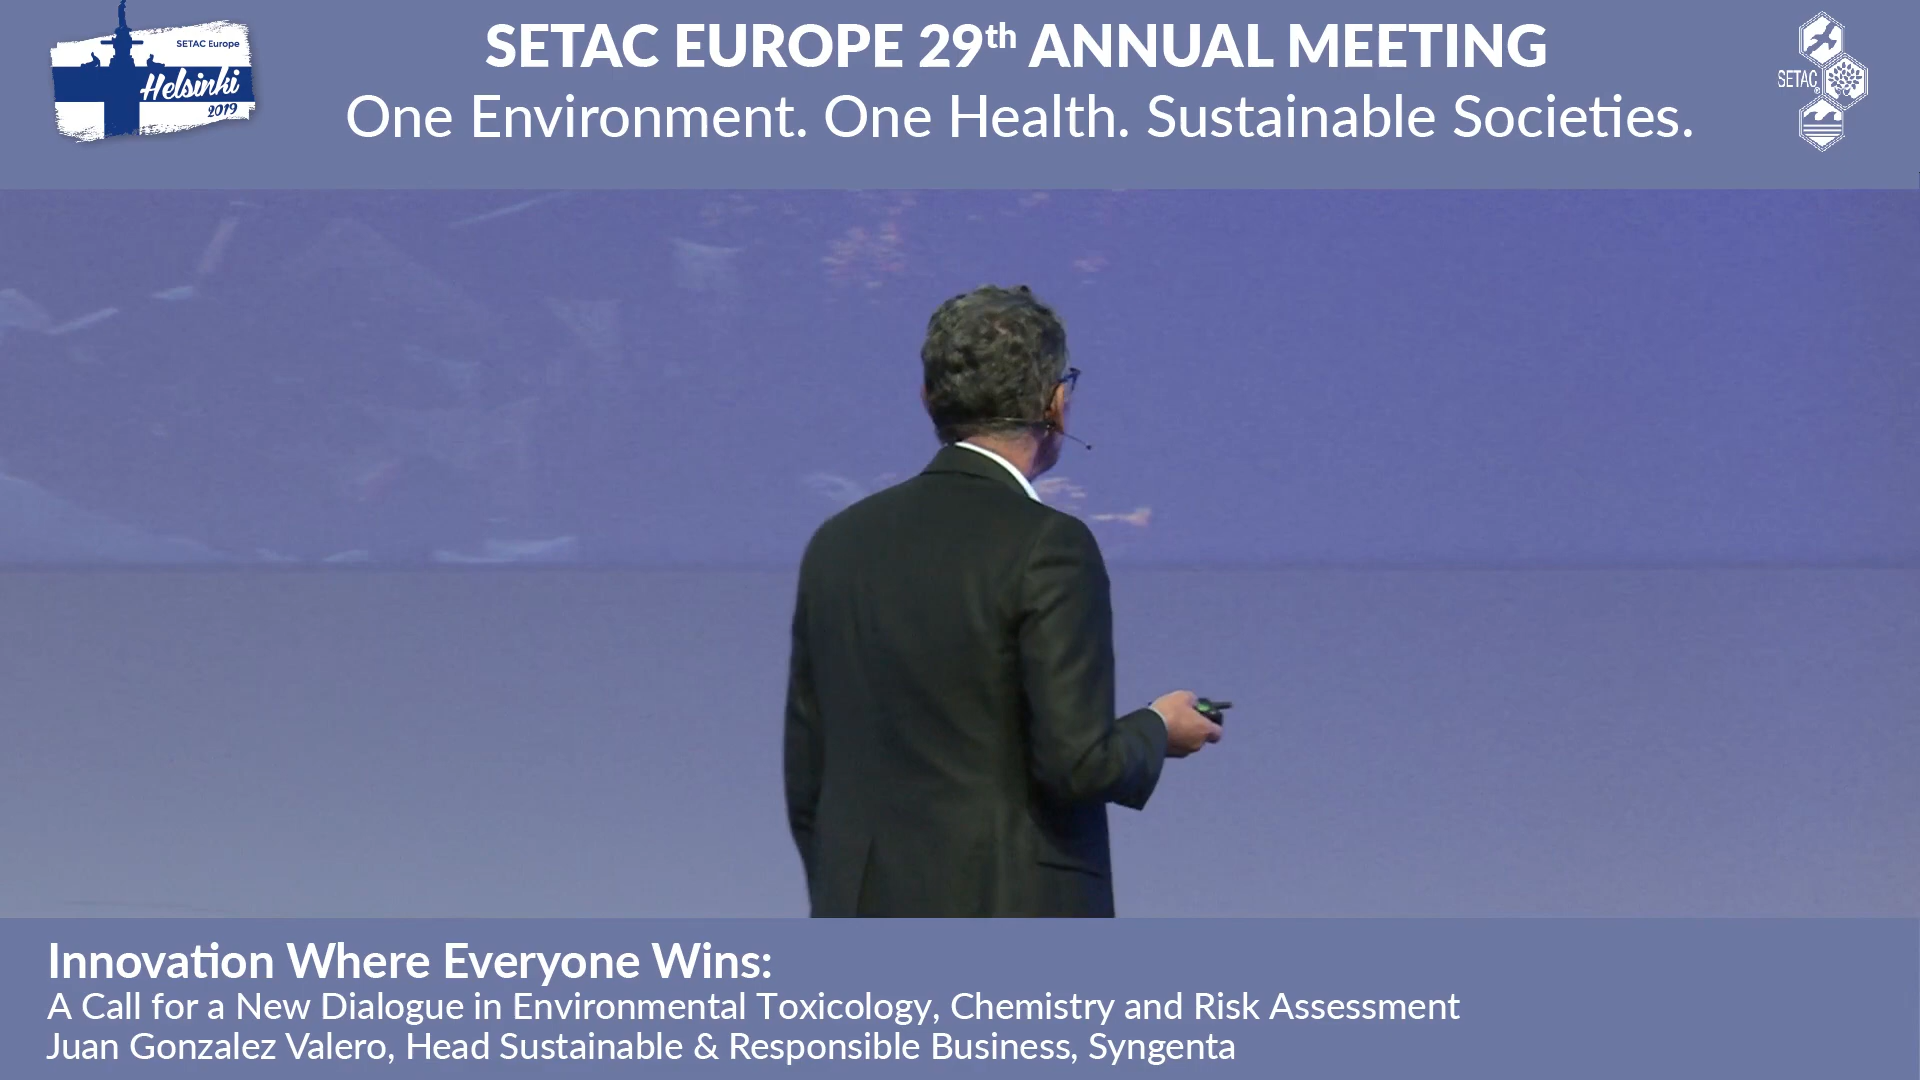 SETAC Europe
Helsinki
2019
SETAC EUROPE 29th ANNUAL MEETING
One Environment. One Health. Sustainable Societies.
SETAC
Innovation Where Everyone Wins:
A Call for a New Dialogue in Environmental Toxicology, Chemistry and Risk Assessment
Juan Gonzalez Valero, Head Sustainable & Responsible Business, Syngenta